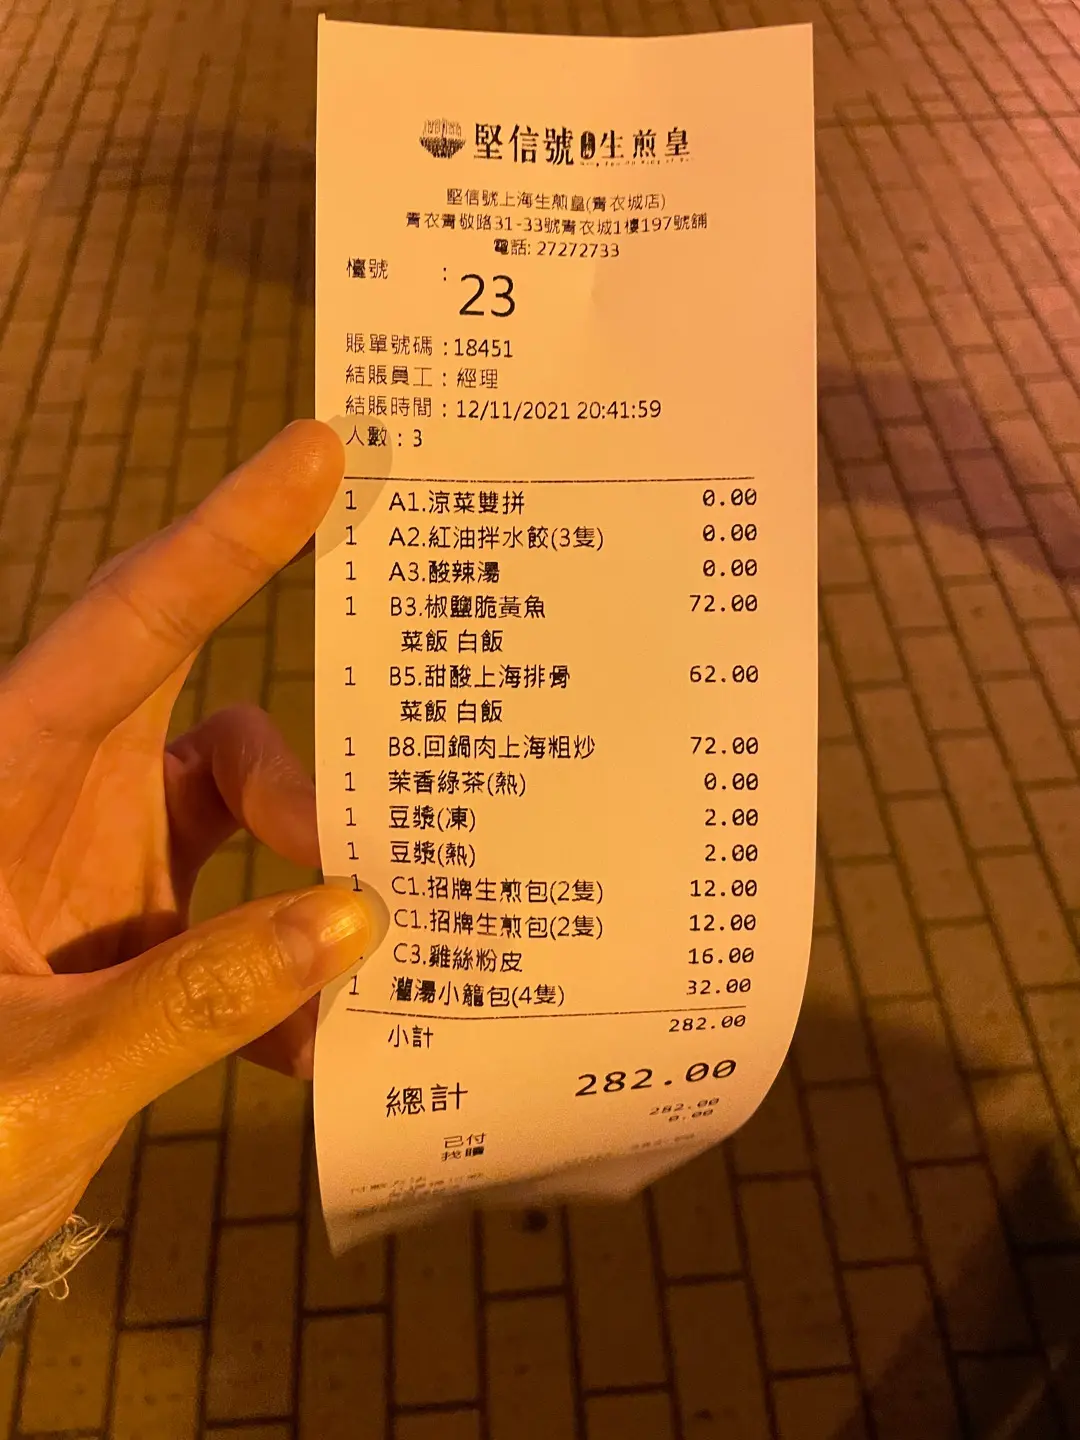 堅信號上海生煎皇
堅信號上海生煎皇(青衣城店)
青衣青敬路31-33號青衣城1樓197號舖
電話: 27272733
檯號 : 23
賬單號碼 : 18451
結賬員工 : 經理
結賬時間 : 12/11/2021 20:41:59
人數 : 3
1 A1.涼菜雙拼 0.00
1 A2.紅油拌水餃(3隻) 0.00
1 A3.酸辣湯 0.00
1 B3.椒鹽脆黃魚 72.00
菜飯 白飯
1 B5.甜酸上海排骨 62.00
菜飯 白飯
1 B8.回鍋肉上海粗炒 72.00
1 茉香綠茶(熱) 0.00
1 豆漿(凍) 2.00
1 豆漿(熱) 2.00
1 C1.招牌生煎包(2隻) 12.00
C1.招牌生煎包(2隻) 12.00
C3.雞絲粉皮 16.00
1 灌湯小籠包(4隻) 32.00
小計 282.00
總計 282.00
已付 282.00
找贖 0.00